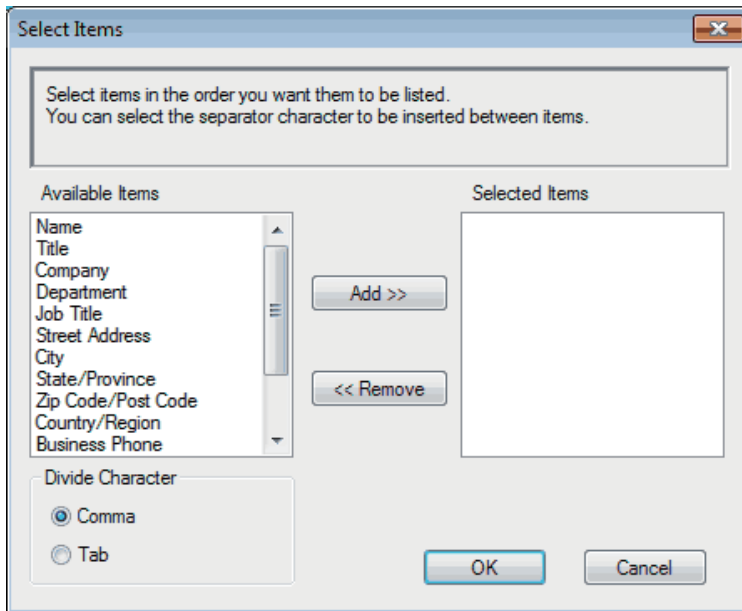 Select Items
Select items in the order you want them to be listed.
You can select the separator character to be inserted between items.
Available Items
Selected Items
Name
Title
Company
Department
Job Title
Street Address
City
State/Province
Zip Code/Post Code
Country/Region
Business Phone
Add >>
<< Remove
Divide Character
Comma
Tab
OK
Cancel